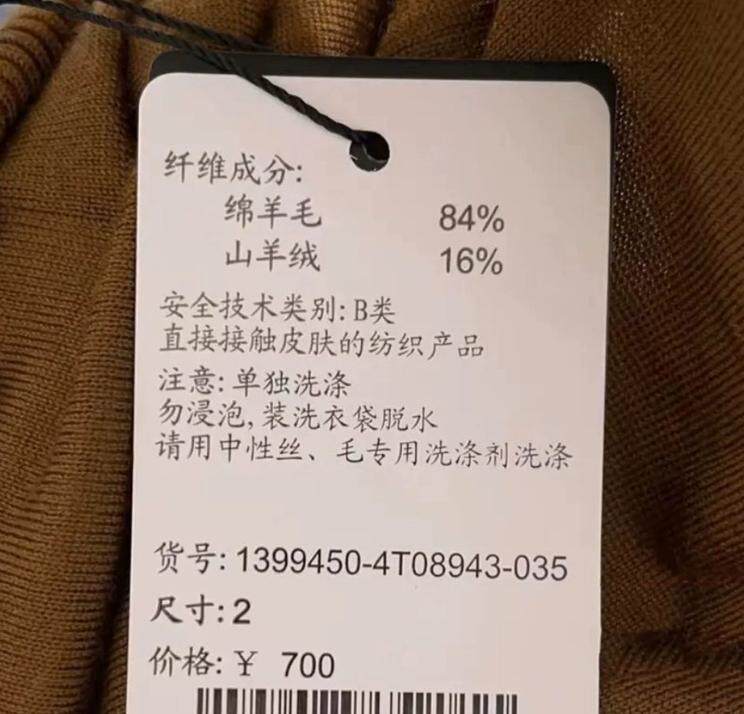 纤维成分:
绵羊毛 84%
山羊绒 16%
安全技术类别: B类
直接接触皮肤的纺织产品
注意: 单独洗涤
勿浸泡, 装洗衣袋脱水
请用中性丝、毛专用洗涤剂洗涤
货号: 1399450-4T08943-035
尺寸: 2
价格: ¥ 700